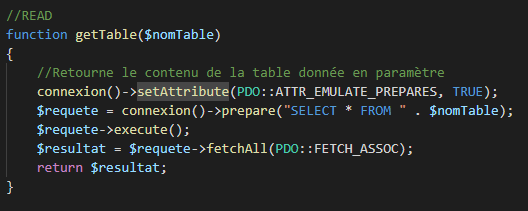 //READ
function getTable($nomTable)
{
//Retourne le contenu de la table donnée en paramètre
connexion()->setAttribute(PDO::ATTR_EMULATE_PREPARES, TRUE);
$requete = connexion()->prepare("SELECT * FROM " . $nomTable);
$requete->execute();
$resultat = $requete->fetchAll(PDO::FETCH_ASSOC);
return $resultat;
}